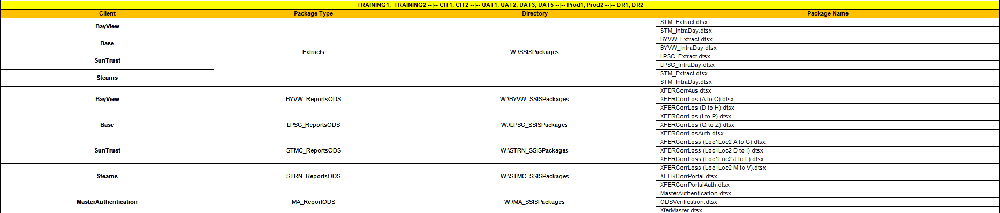 TRAINING1, TRAINING2 --|-- CIT1, CIT2 --|-- UAT1, UAT2, UAT3, UAT5 --|-- Prod1, Prod2 --|-- DR1, DR2
Client Package Type Directory Package Name
BayView
Base
SunTrust
Stearns
Extracts
W:\SSISPackages
STM_Extract.dtsx
STM_IntraDay.dtsx
BYVW_Extract.dtsx
BYVW_IntraDay.dtsx
LPSC_Extract.dtsx
LPSC_IntraDay.dtsx
STM_Extract.dtsx
STM_IntraDay.dtsx
BayView BYVW_ReportsODS W:\BYVW_SSISPackages
XFERCorrAus.dtsx
XFERCorrLos (A to C).dtsx
XFERCorrLos (D to H).dtsx
Base LPSC_ReportsODS W:\LPSC_SSISPackages
XFERCorrLos (I to P).dtsx
XFERCorrLos (Q to Z).dtsx
XFERCorrLosAuth.dtsx
SunTrust STMC_ReportsODS W:\STRN_SSISPackages
XFERCorrLoss (Loc1Loc2 A to C).dtsx
XFERCorrLoss (Loc1Loc2 D to I).dtsx
XFERCorrLoss (Loc1Loc2 J to L).dtsx
Stearns STRN_ReportsODS W:\STMC_SSISPackages
XFERCorrLoss (Loc1Loc2 M to V).dtsx
XFERCorrPortal.dtsx
XFERCorrPortalAuth.dtsx
MasterAuthentication MA_ReportODS W:\MA_SSISPackages
MasterAuthentication.dtsx
ODSVerification.dtsx
XferMaster.dtsx